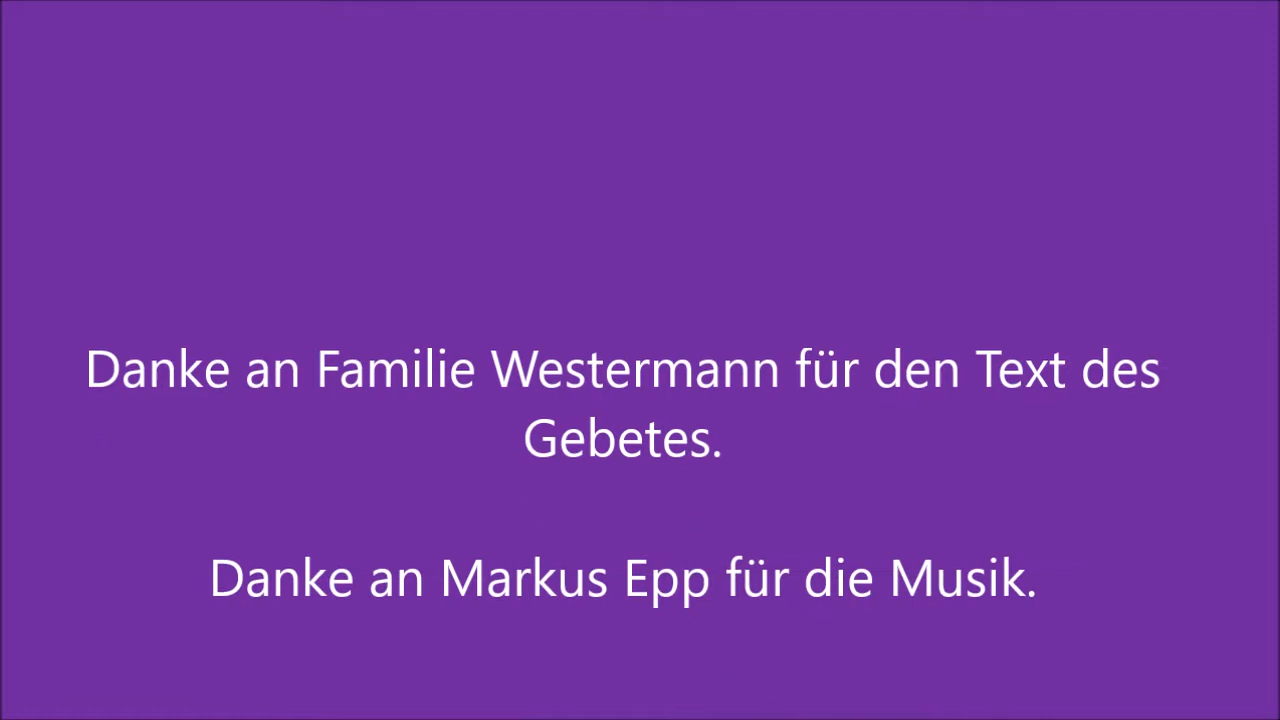 Danke an Familie Westermann für den Text des
Gebetes.
Danke an Markus Epp für die Musik.